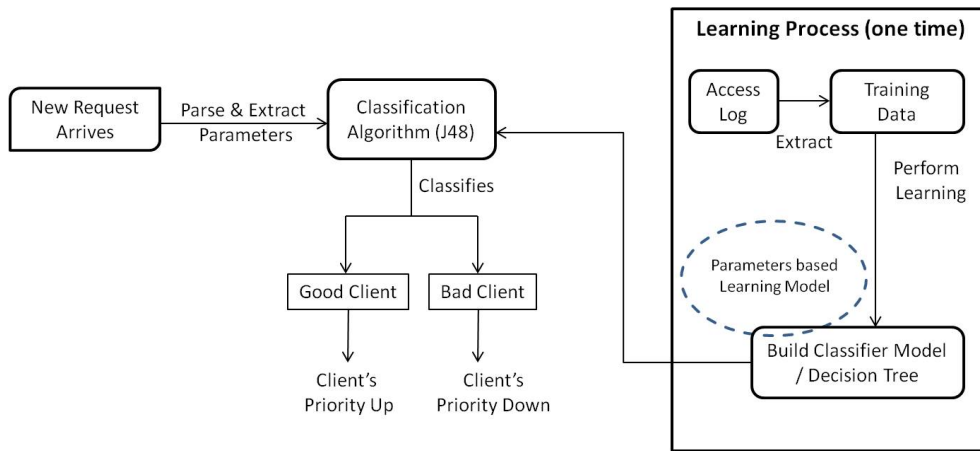 Learning Process (one time)
New Request
Arrives
Parse & Extract
Parameters
Classification
Algorithm (J48)
Classifies
Good Client
Bad Client
Client’s
Priority Up
Client’s
Priority Down
Access
Log
Extract
Training
Data
Perform
Learning
Parameters based
Learning Model
Build Classifier Model
/ Decision Tree